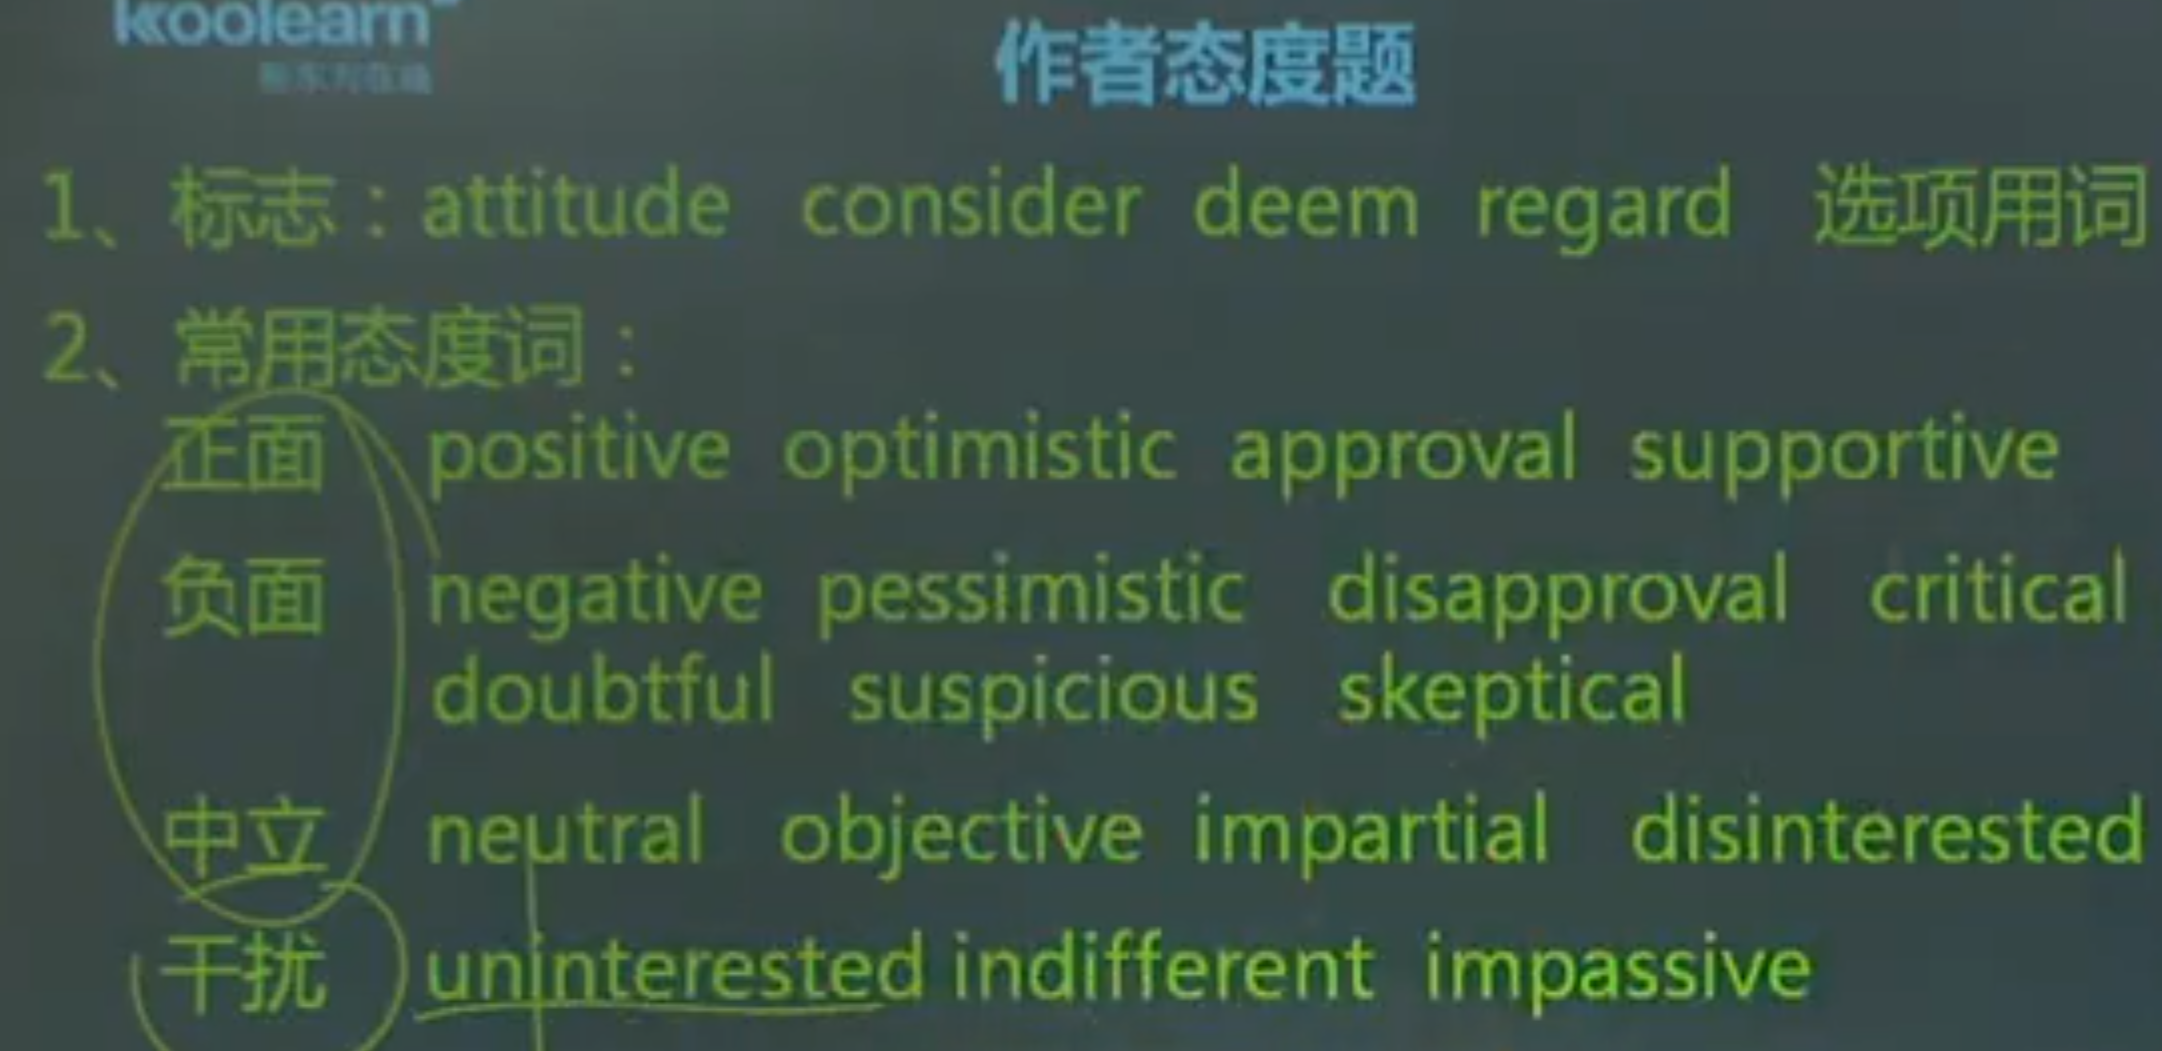 koolearn
新东方在线
作者态度题
1、标志：attitude consider deem regard 选项用词
2、常用态度词：
正面 positive optimistic approval supportive
负面 negative pessimistic disapproval critical
doubtful suspicious skeptical
中立 neutral objective impartial disinterested
干扰 uninterested indifferent impassive